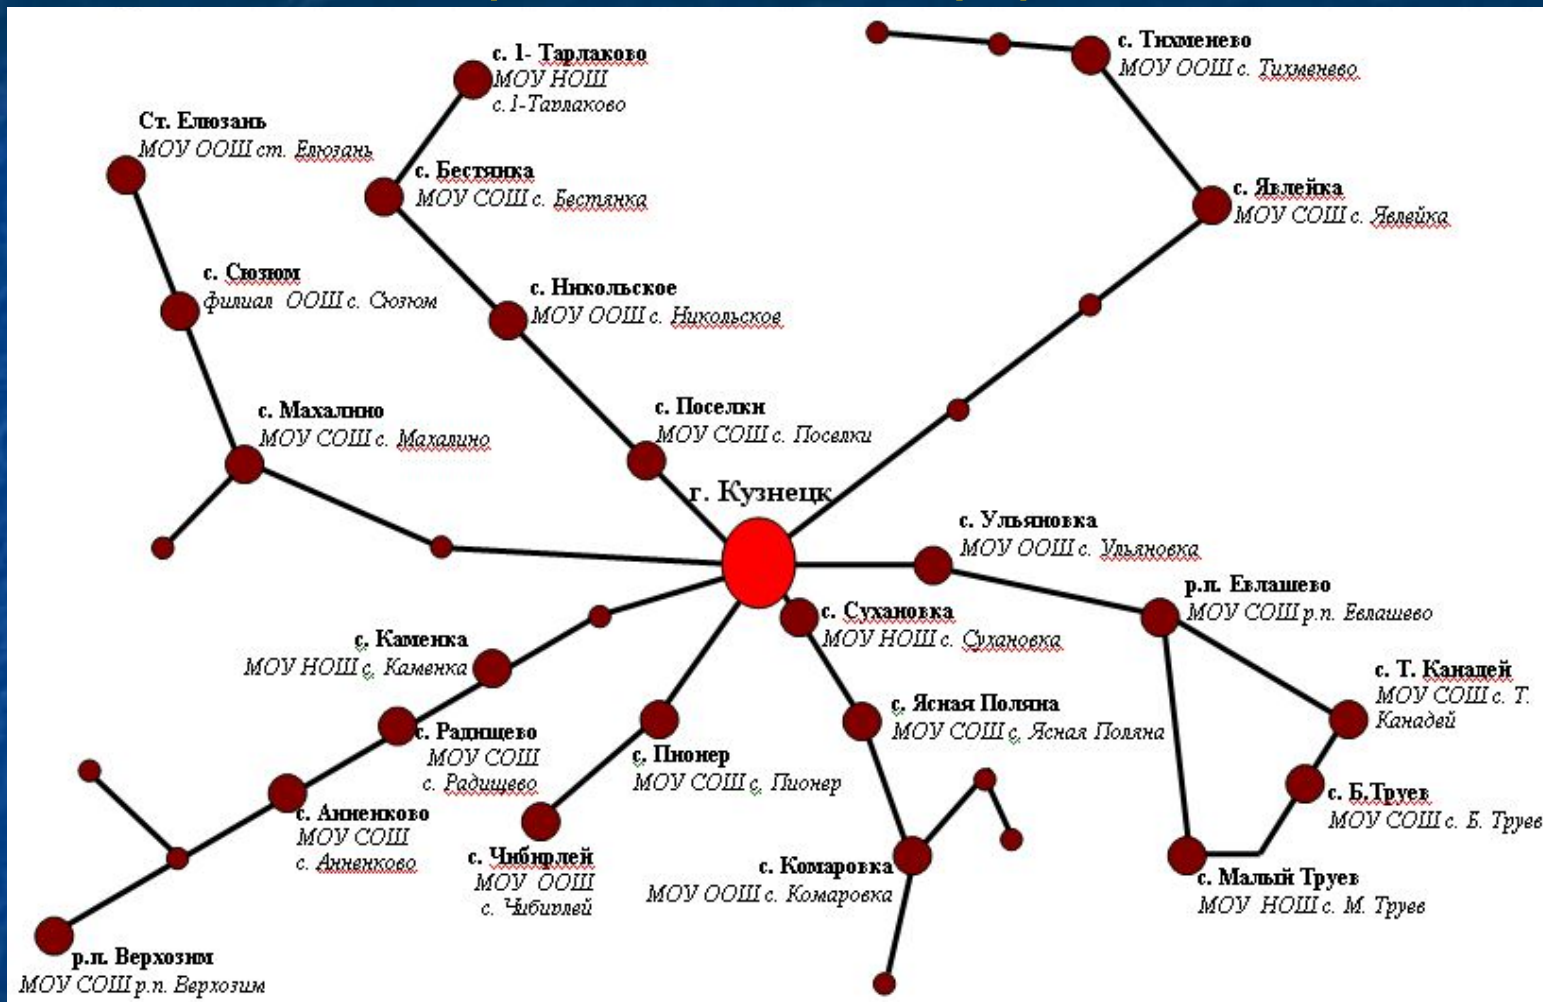 с. 1- Тарлаково
МОУ НОШ
с. 1-Тарлаково
с. Тихменево
МОУ ООШ с. Тихменево
Ст. Елюзань
МОУ ООШ ст. Елюзань
с. Бестянка
МОУ СОШ с. Бестянка
с. Явлейка
МОУ СОШ с. Явлейка
с. Сюзюм
филиал ООШ с. Сюзюм
с. Никольское
МОУ ООШ с. Никольское
с. Махалино
МОУ СОШ с. Махалино
с. Поселки
МОУ СОШ с. Поселки
г. Кузнецк
с. Ульяновка
МОУ ООШ с. Ульяновка
р.п. Евлашево
МОУ СОШ р.п. Евлашево
с. Сухановка
МОУ НОШ с. Сухановка
с. Каменка
МОУ НОШ с. Каменка
с. Т. Канадей
МОУ СОШ с. Т.
Канадей
с. Ясная Поляна
МОУ СОШ с. Ясная Поляна
с. Радищево
МОУ СОШ
с. Радищево
с. Пионер
МОУ СОШ с. Пионер
с. Б.Труев
МОУ СОШ с. Б. Труев
с. Анненково
МОУ СОШ
с. Анненково
с. Чибирлей
МОУ ООШ
с. Чибирлей
с. Комаровка
МОУ ООШ с. Комаровка
с. Малый Труев
МОУ НОШ с. М. Труев
р.п. Верхозим
МОУ СОШ р.п. Верхозим